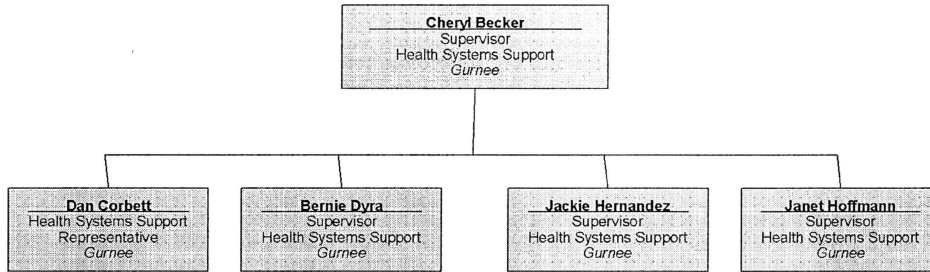 Cheryl Becker
Supervisor
Health Systems Support
Gurnee
Dan Corbett
Health Systems Support
Representative
Gurnee
Bernie Dyra
Supervisor
Health Systems Support
Gurnee
Jackie Hernandez
Supervisor
Health Systems Support
Gurnee
Janet Hoffmann
Supervisor
Health Systems Support
Gurnee